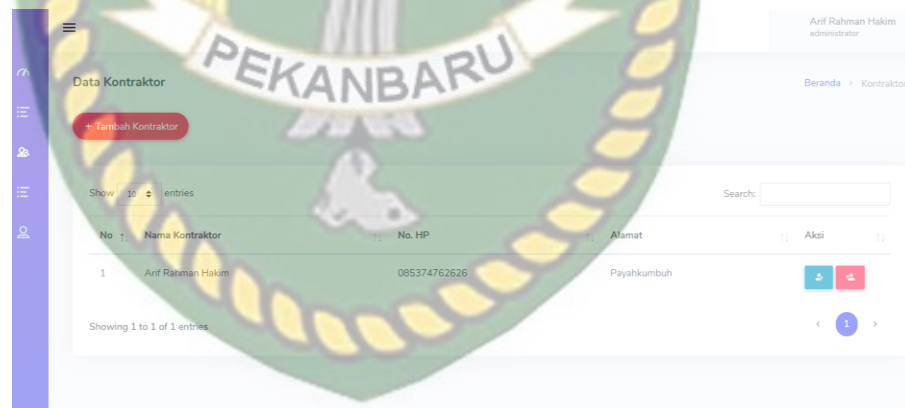 Arif Rahman Hakim
administrator
PEKANBARU
Data Kontraktor
Beranda > Kontraktor
+ Tambah Kontraktor
Show 10 entries
Search:
No Nama Kontraktor No. HP Alamat Aksi
1 Arif Rahman Hakim 085374762626 Payahkumbuh
Showing 1 to 1 of 1 entries
< 1 >